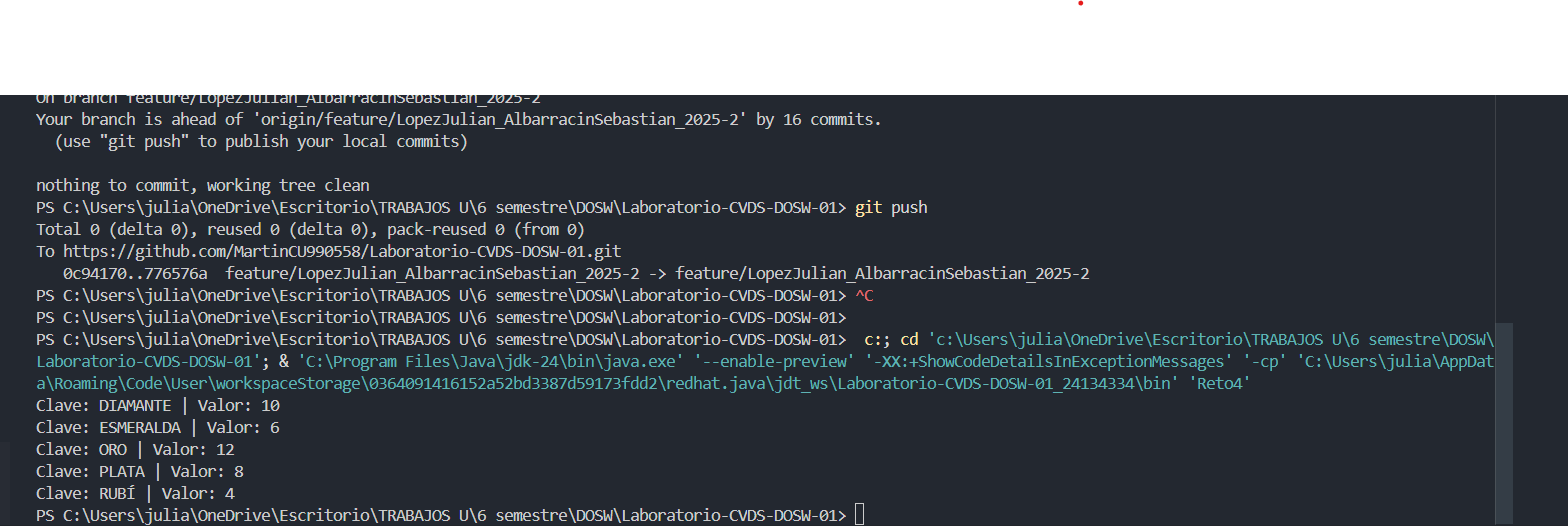 On branch feature/LopezJulian_AlbarracinSebastian_2025-2
Your branch is ahead of 'origin/feature/LopezJulian_AlbarracinSebastian_2025-2' by 16 commits.
  (use "git push" to publish your local commits)
nothing to commit, working tree clean
PS C:\Users\julia\OneDrive\Escritorio\TRABAJOS U\6 semestre\DOSW\Laboratorio-CVDS-DOSW-01> git push
Total 0 (delta 0), reused 0 (delta 0), pack-reused 0 (from 0)
To https://github.com/MartinCU990558/Laboratorio-CVDS-DOSW-01.git
   0c94170..776576a  feature/LopezJulian_AlbarracinSebastian_2025-2 -> feature/LopezJulian_AlbarracinSebastian_2025-2
PS C:\Users\julia\OneDrive\Escritorio\TRABAJOS U\6 semestre\DOSW\Laboratorio-CVDS-DOSW-01> ^C
PS C:\Users\julia\OneDrive\Escritorio\TRABAJOS U\6 semestre\DOSW\Laboratorio-CVDS-DOSW-01>
PS C:\Users\julia\OneDrive\Escritorio\TRABAJOS U\6 semestre\DOSW\Laboratorio-CVDS-DOSW-01>  c:; cd 'c:\Users\julia\OneDrive\Escritorio\TRABAJOS U\6 semestre\DOSW\
Laboratorio-CVDS-DOSW-01'; & 'C:\Program Files\Java\jdk-24\bin\java.exe' '--enable-preview' '-XX:+ShowCodeDetailsInExceptionMessages' '-cp' 'C:\Users\julia\AppDat
a\Roaming\Code\User\workspaceStorage\0364091416152a52bd3387d59173fdd2\redhat.java\jdt_ws\Laboratorio-CVDS-DOSW-01_24134334\bin' 'Reto4'
Clave: DIAMANTE | Valor: 10
Clave: ESMERALDA | Valor: 6
Clave: ORO | Valor: 12
Clave: PLATA | Valor: 8
Clave: RUBÍ | Valor: 4
PS C:\Users\julia\OneDrive\Escritorio\TRABAJOS U\6 semestre\DOSW\Laboratorio-CVDS-DOSW-01>